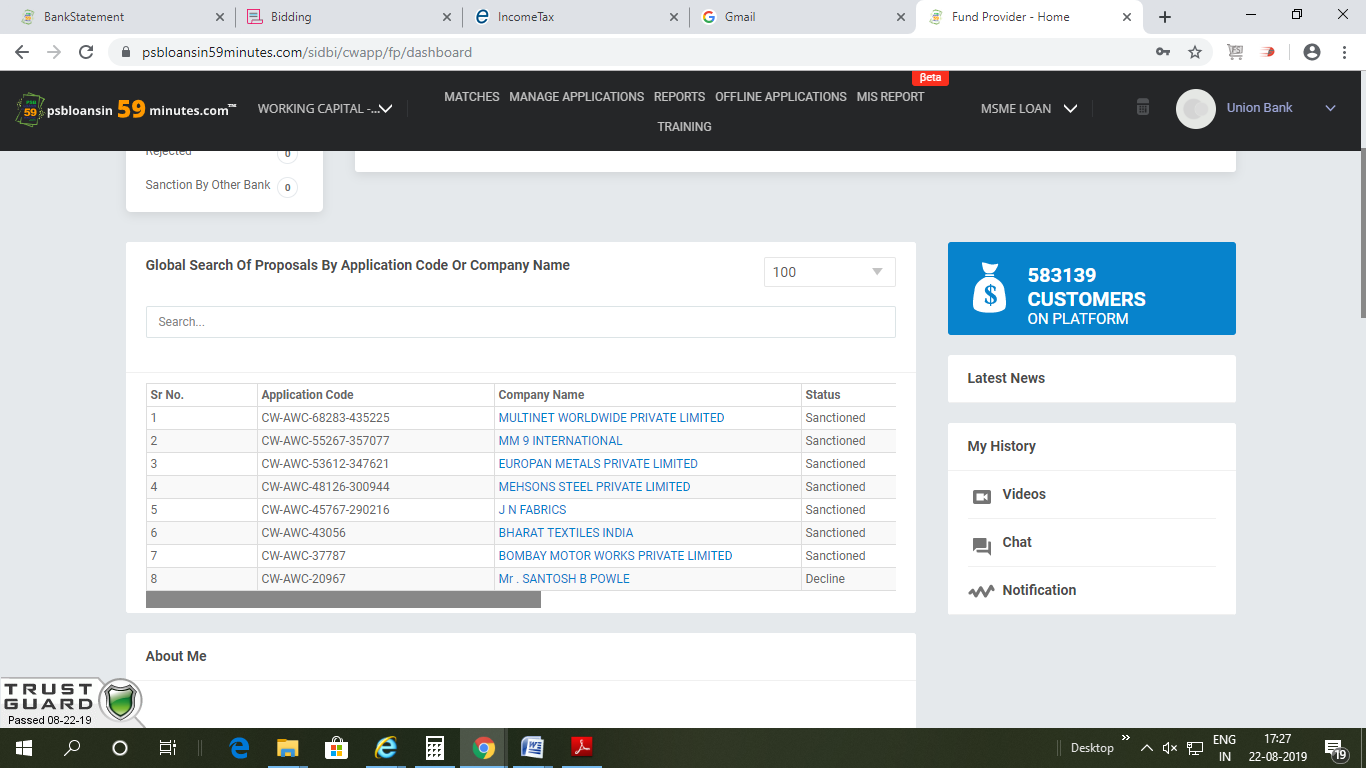 BankStatement Bidding IncomeTax Gmail Fund Provider - Home
psbloansin59minutes.com/sidbi/cwapp/fp/dashboard
βeta
psbloansin 59 minutes.com™ WORKING CAPITAL -... MATCHES MANAGE APPLICATIONS REPORTS OFFLINE APPLICATIONS MIS REPORT MSME LOAN Union Bank
TRAINING
Rejected 0
Sanction By Other Bank 0
Global Search Of Proposals By Application Code Or Company Name 100
Search...
Sr No. Application Code Company Name Status
1 CW-AWC-68283-435225 MULTINET WORLDWIDE PRIVATE LIMITED Sanctioned
2 CW-AWC-55267-357077 MM 9 INTERNATIONAL Sanctioned
3 CW-AWC-53612-347621 EUROPAN METALS PRIVATE LIMITED Sanctioned
4 CW-AWC-48126-300944 MEHSONS STEEL PRIVATE LIMITED Sanctioned
5 CW-AWC-45767-290216 J N FABRICS Sanctioned
6 CW-AWC-43056 BHARAT TEXTILES INDIA Sanctioned
7 CW-AWC-37787 BOMBAY MOTOR WORKS PRIVATE LIMITED Sanctioned
8 CW-AWC-20967 Mr . SANTOSH B POWLE Decline
583139
CUSTOMERS
ON PLATFORM
Latest News
My History
Videos
Chat
Notification
About Me
TRUST
GUARD
Passed 08-22-19
Desktop ENG 17:27
IN 22-08-2019 19